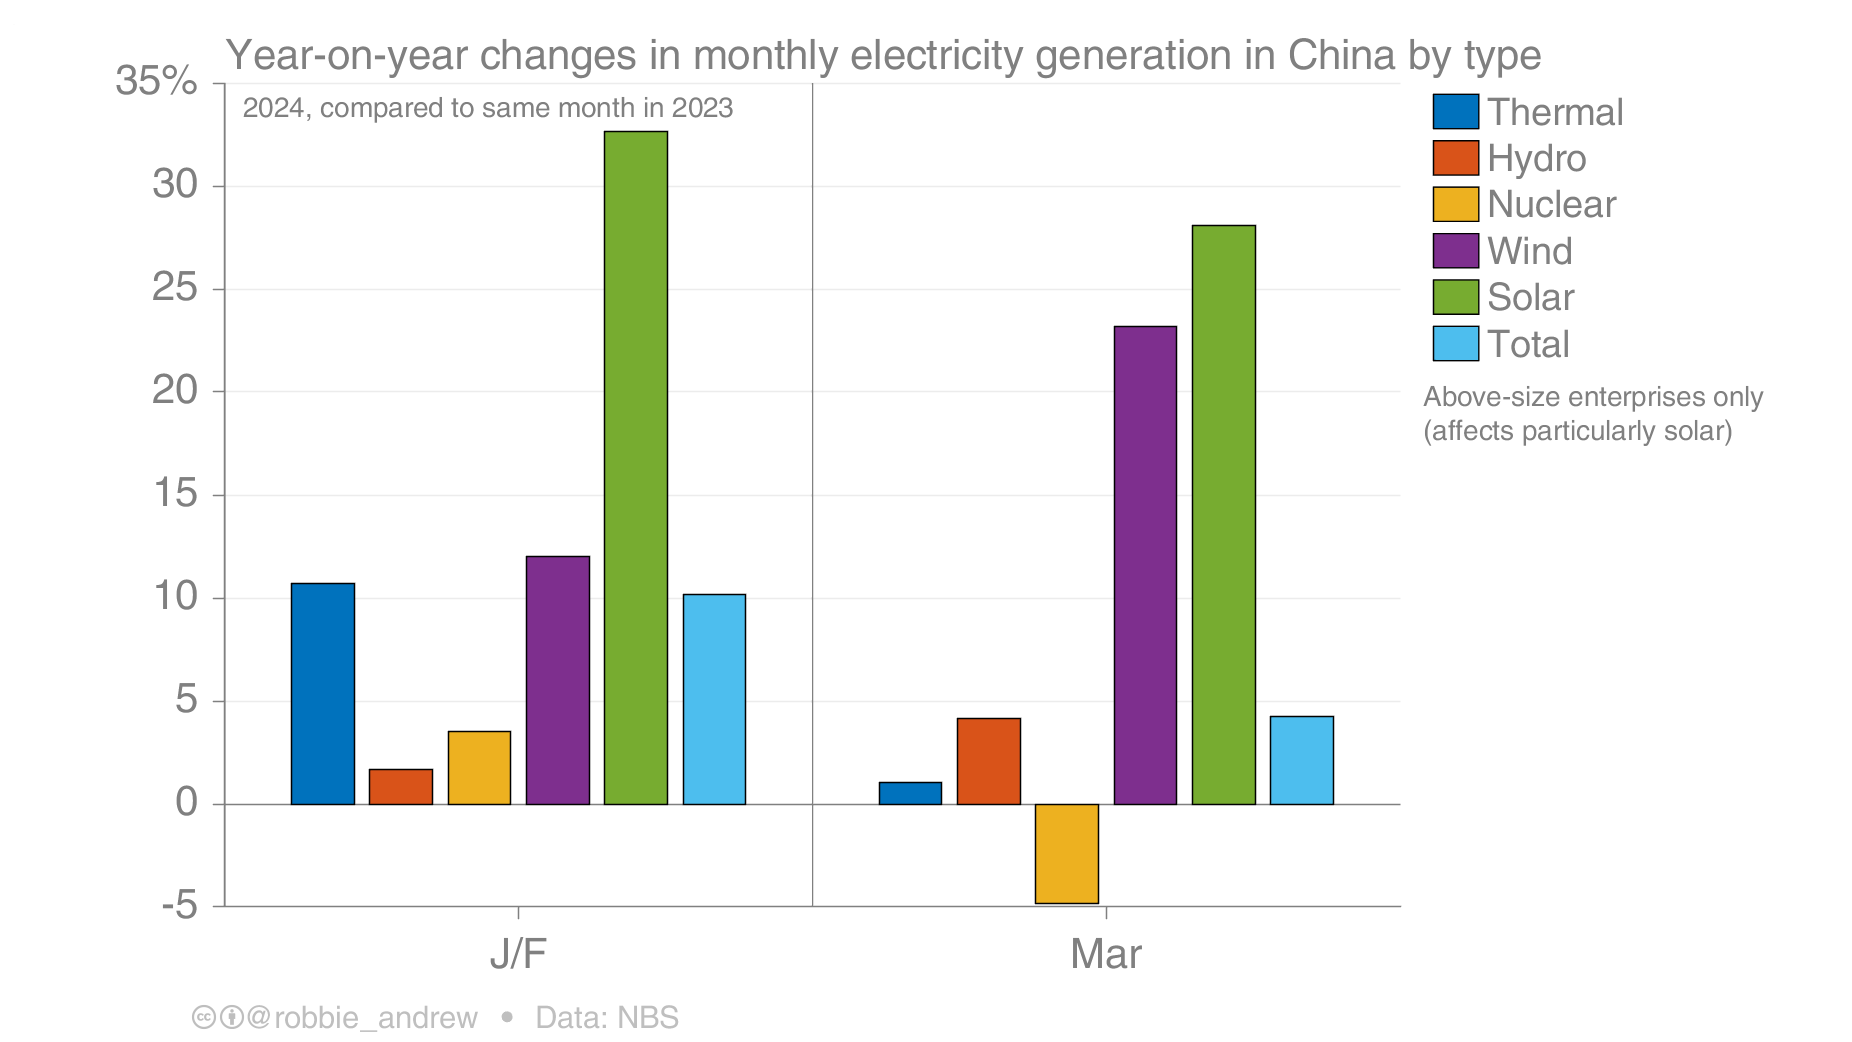 Year-on-year changes in monthly electricity generation in China by type
2024, compared to same month in 2023
35%
30
25
20
15
10
5
0
-5
J/F
Mar
Thermal
Hydro
Nuclear
Wind
Solar
Total
Above-size enterprises only
(affects particularly solar)
@robbie_andrew • Data: NBS